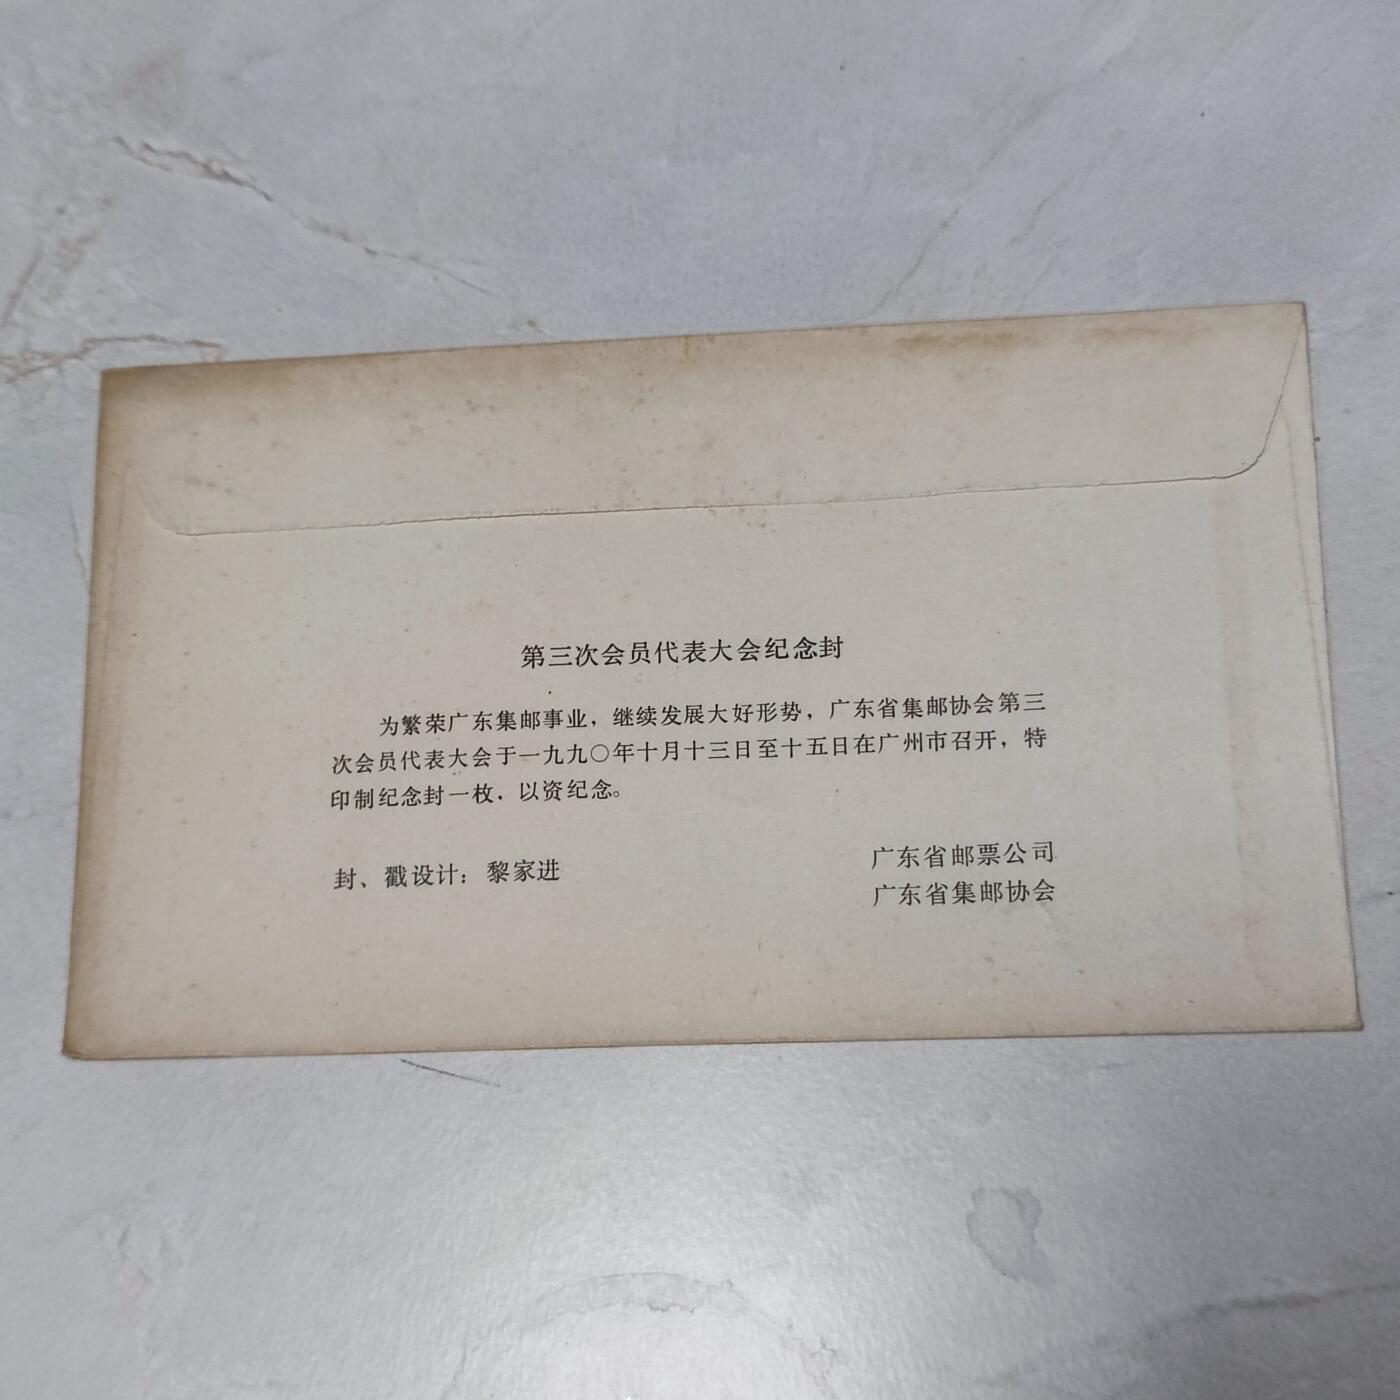 第三次会员代表大会纪念封
为繁荣广东集邮事业，继续发展大好形势，广东省集邮协会第三
次会员代表大会于一九九〇年十月十三日至十五日在广州市召开，特
印制纪念封一枚，以资纪念。
封、戳设计：黎家进
广东省邮票公司
广东省集邮协会